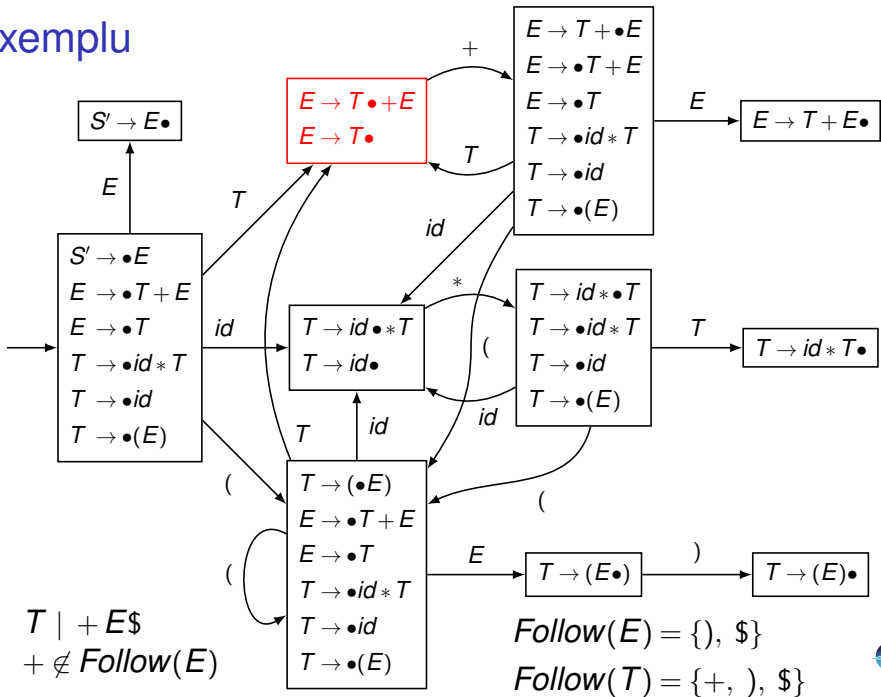 xemplu
S′ → E•
E
S′ → •E
E → •T + E
E → •T
T → •id ∗ T
T → •id
T → •(E)
T
id
(
E → T • +E
E → T•
+
T
E → T + •E
E → •T + E
E → •T
T → •id ∗ T
T → •id
T → •(E)
E
E → T + E•
id
(
T → id • ∗T
T → id•
∗
id
T → id ∗ •T
T → •id ∗ T
T → •id
T → •(E)
T
T → id ∗ T•
(
T
id
(
T → (•E)
E → •T + E
E → •T
T → •id ∗ T
T → •id
T → •(E)
E
T → (E•)
)
T → (E)•
T | + E$
+ ∉ Follow(E)
Follow(E) = {), $}
Follow(T) = {+, ), $}